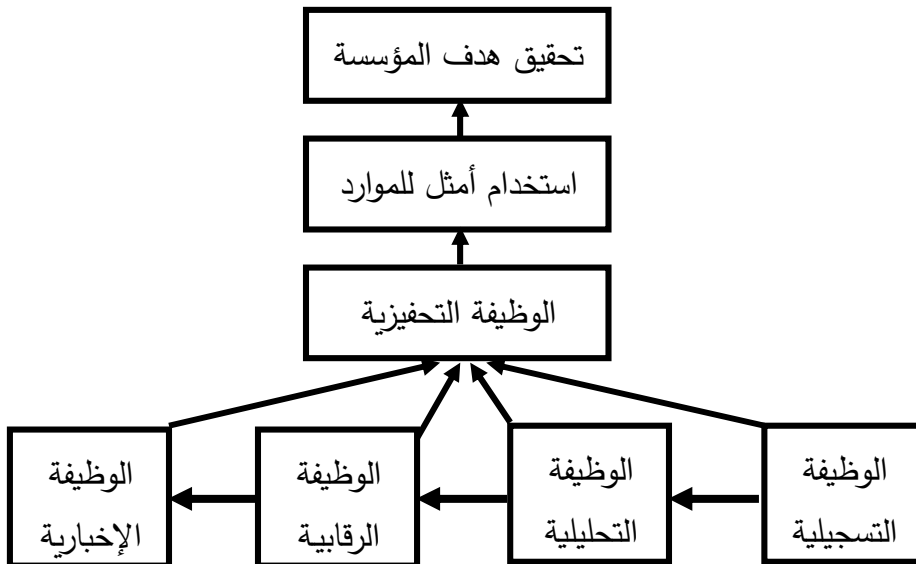 تحقيق هدف المؤسسة
استخدام أمثل للموارد
الوظيفة التحفيزية
الوظيفة
التسجيلية
الوظيفة
التحليلية
الوظيفة
الرقابية
الوظيفة
الإخبارية